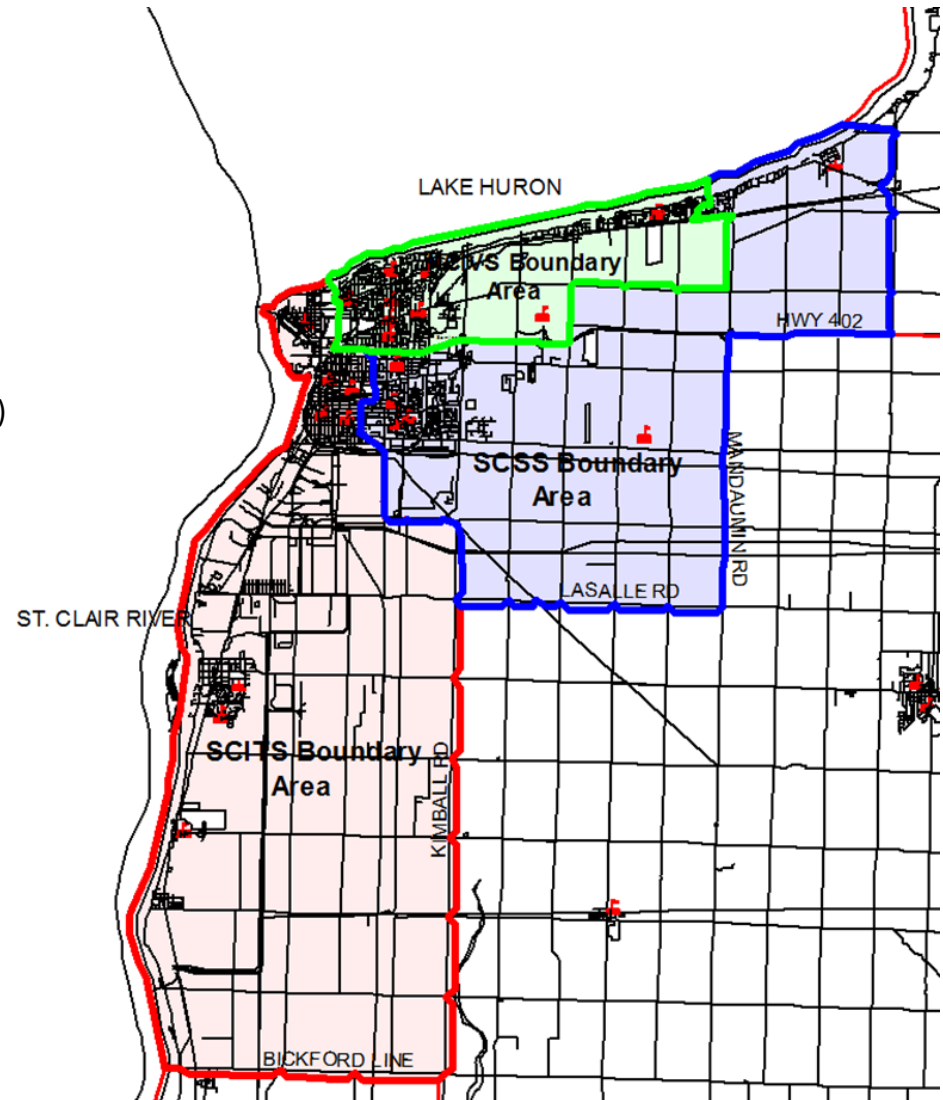 LAKE HURON
VS Boundary
Area
HWY 402
)
SCSS Boundary
Area
MANDAUMIN RD
LASALLE RD
ST. CLAIR RIVER
SCITS Boundary
Area
KIMBALL RD
BICKFORD LINE